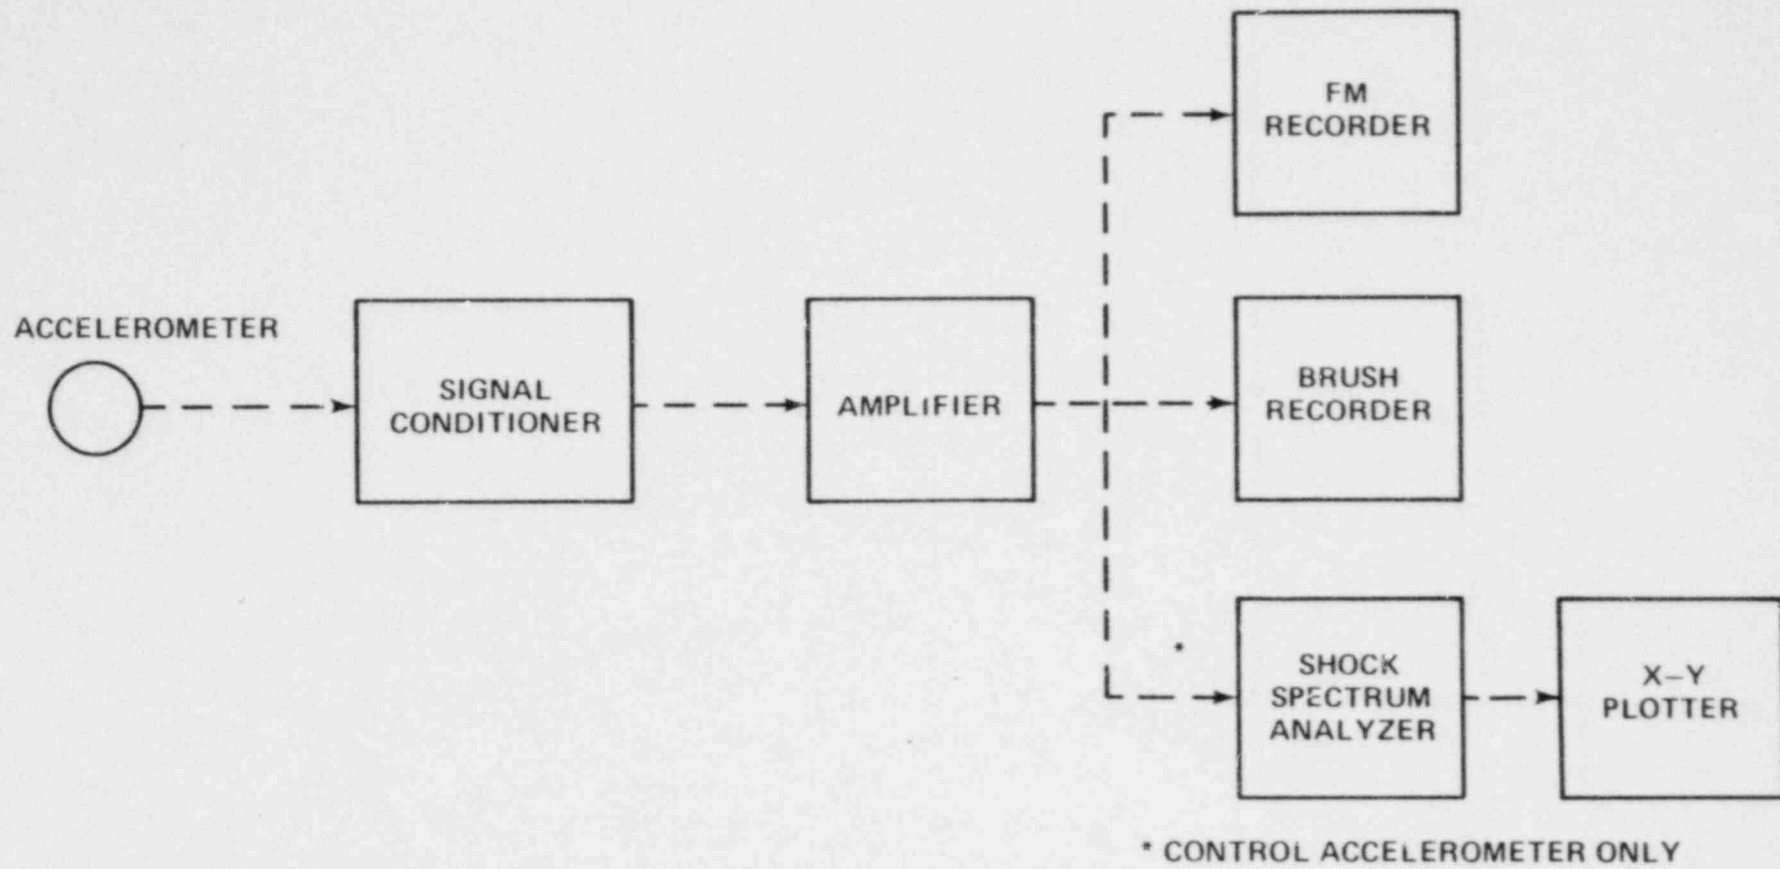 FM
RECORDER
ACCELEROMETER
SIGNAL
CONDITIONER
AMPLIFIER
BRUSH
RECORDER
*
SHOCK
SPECTRUM
ANALYZER
X–Y
PLOTTER
* CONTROL ACCELEROMETER ONLY